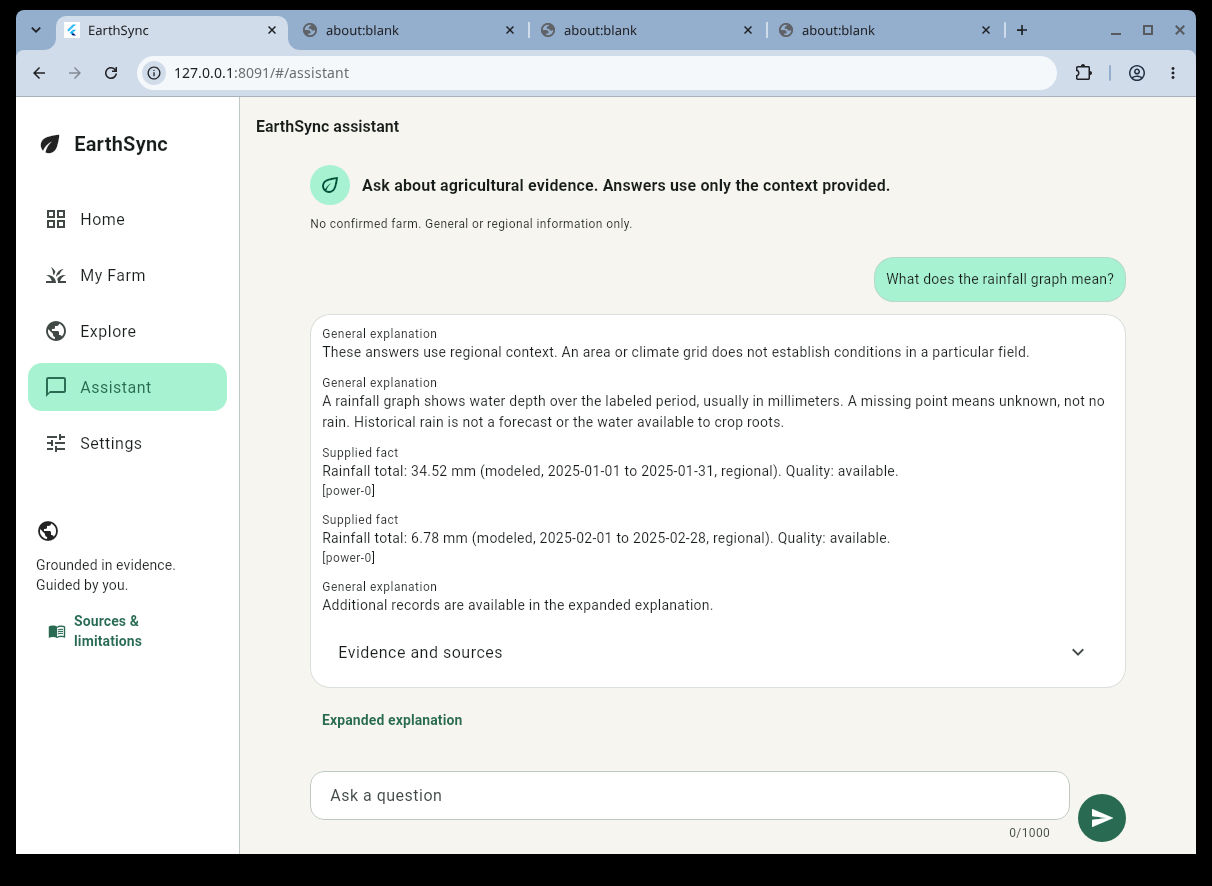 EarthSync
about:blank
about:blank
about:blank
127.0.0.1:8091/#/assistant
EarthSync
Home
My Farm
Explore
Assistant
Settings
Grounded in evidence.
Guided by you.
Sources &
limitations
EarthSync assistant
Ask about agricultural evidence. Answers use only the context provided.
No confirmed farm. General or regional information only.
What does the rainfall graph mean?
General explanation
These answers use regional context. An area or climate grid does not establish conditions in a particular field.
General explanation
A rainfall graph shows water depth over the labeled period, usually in millimeters. A missing point means unknown, not no
rain. Historical rain is not a forecast or the water available to crop roots.
Supplied fact
Rainfall total: 34.52 mm (modeled, 2025-01-01 to 2025-01-31, regional). Quality: available.
[power-0]
Supplied fact
Rainfall total: 6.78 mm (modeled, 2025-02-01 to 2025-02-28, regional). Quality: available.
[power-0]
General explanation
Additional records are available in the expanded explanation.
Evidence and sources
Expanded explanation
Ask a question
0/1000